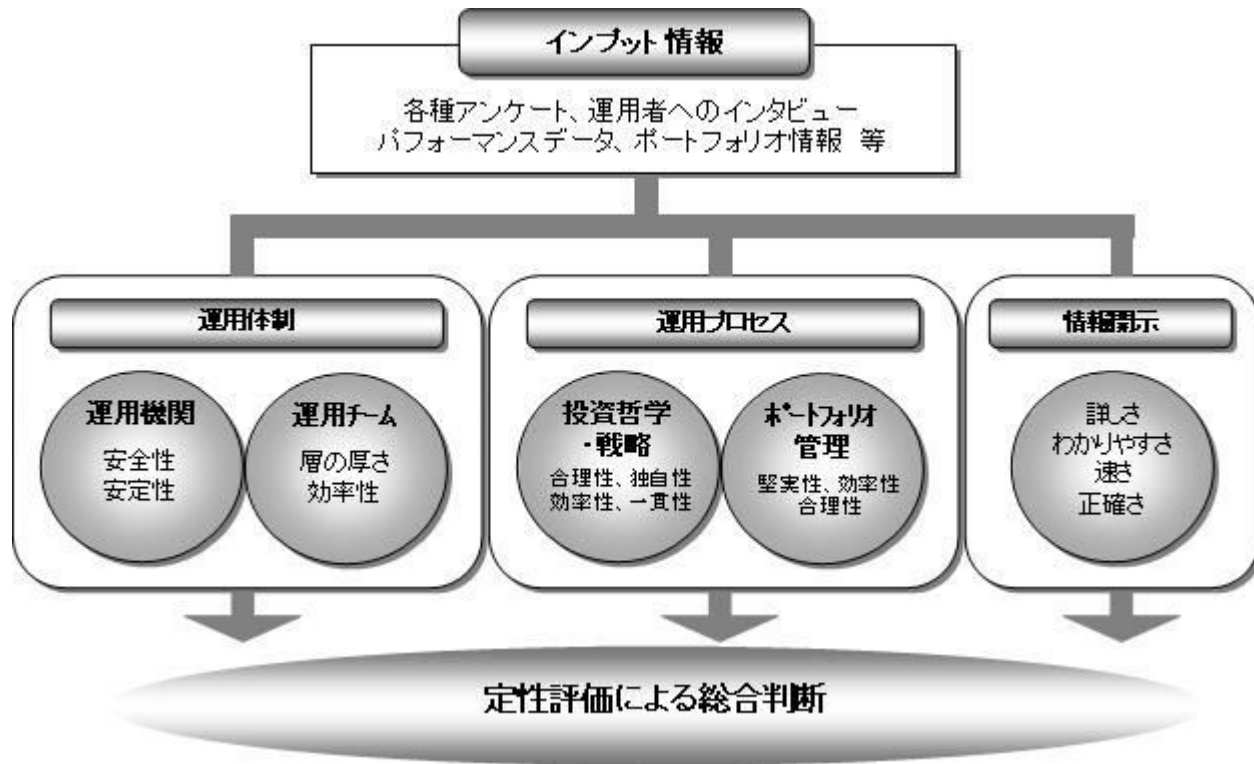 インプット情報
各種アンケート、運用者へのインタビュー
パフォーマンスデータ、ポートフォリオ情報 等
運用体制
運用機関
安全性
安定性
運用チーム
層の厚さ
効率性
運用プロセス
投資哲学
・戦略
合理性、独自性
効率性、一貫性
ポートフォリオ
管理
堅実性、効率性
合理性
情報開示
詳しさ
わかりやすさ
速さ
正確さ
定性評価による総合判断